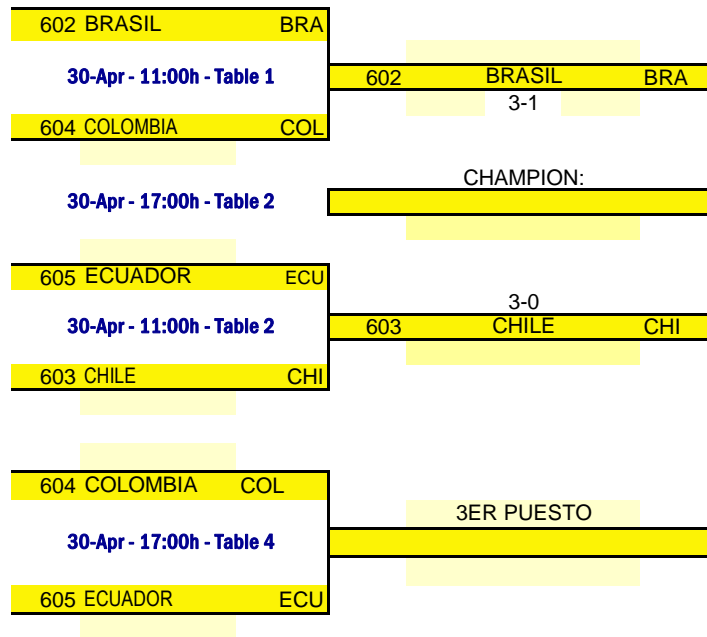 602 BRASIL BRA
30-Apr - 11:00h - Table 1
602 BRASIL BRA
3-1
604 COLOMBIA COL
CHAMPION:
30-Apr - 17:00h - Table 2
605 ECUADOR ECU
3-0
30-Apr - 11:00h - Table 2
603 CHILE CHI
603 CHILE CHI
604 COLOMBIA COL
3ER PUESTO
30-Apr - 17:00h - Table 4
605 ECUADOR ECU